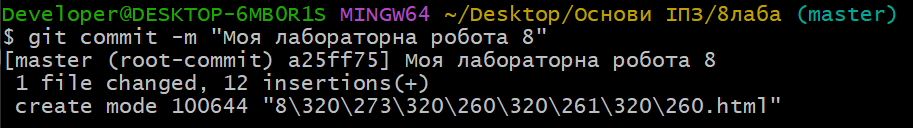 Developer@DESKTOP-6MBOR1S MINGW64 ~/Desktop/Основи ІПЗ/8лаба (master)
$ git commit -m "Моя лабораторна робота 8"
[master (root-commit) a25ff75] Моя лабораторна робота 8
 1 file changed, 12 insertions(+)
 create mode 100644 "8\320\273\320\260\320\261\320\260.html"